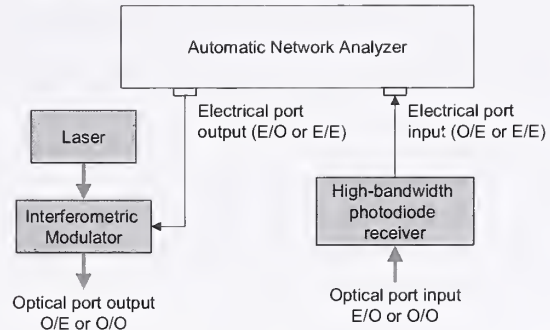 Automatic Network Analyzer
Electrical port
output (E/O or E/E)
Electrical port
input (O/E or E/E)
Laser
Interferometric
Modulator
High-bandwidth
photodiode
receiver
Optical port output
O/E or O/O
Optical port input
E/O or O/O